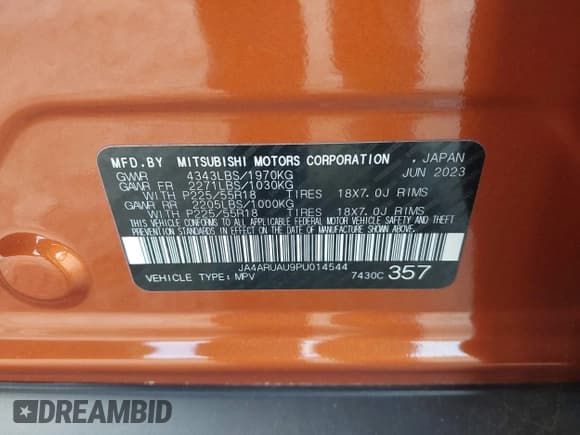 MFD.BY MITSUBISHI MOTORS CORPORATION , JAPAN
GVWR 4343LBS/1970KG JUN 2023
GAWR FR 2271LBS/1030KG
WITH P225/55R18 TIRES 18X7.0J RIMS
GAWR RR 2205LBS/1000KG
WITH P225/55R18 TIRES 18X7.0J RIMS
THIS VEHICLE CONFORMS TO ALL APPLICABLE FEDERAL MOTOR VEHICLE SAFETY AND THEFT
PREVENTION STANDARDS IN EFFECT ON THE DATE OF MANUFACTURE SHOWN ABOVE.
JA4ARUAU9PU014544
VEHICLE TYPE: MPV 7430C 357
DREAMBID